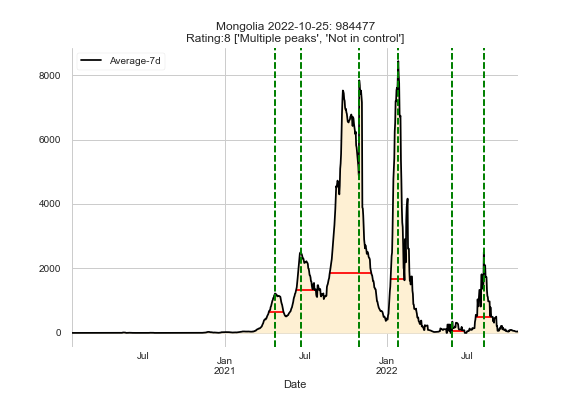 Mongolia 2022-10-25: 984477
Rating:8 ['Multiple peaks', 'Not in control']
Average-7d
8000
6000
4000
2000
0
Jul
Jan
2021
Jul
Jan
2022
Jul
Date